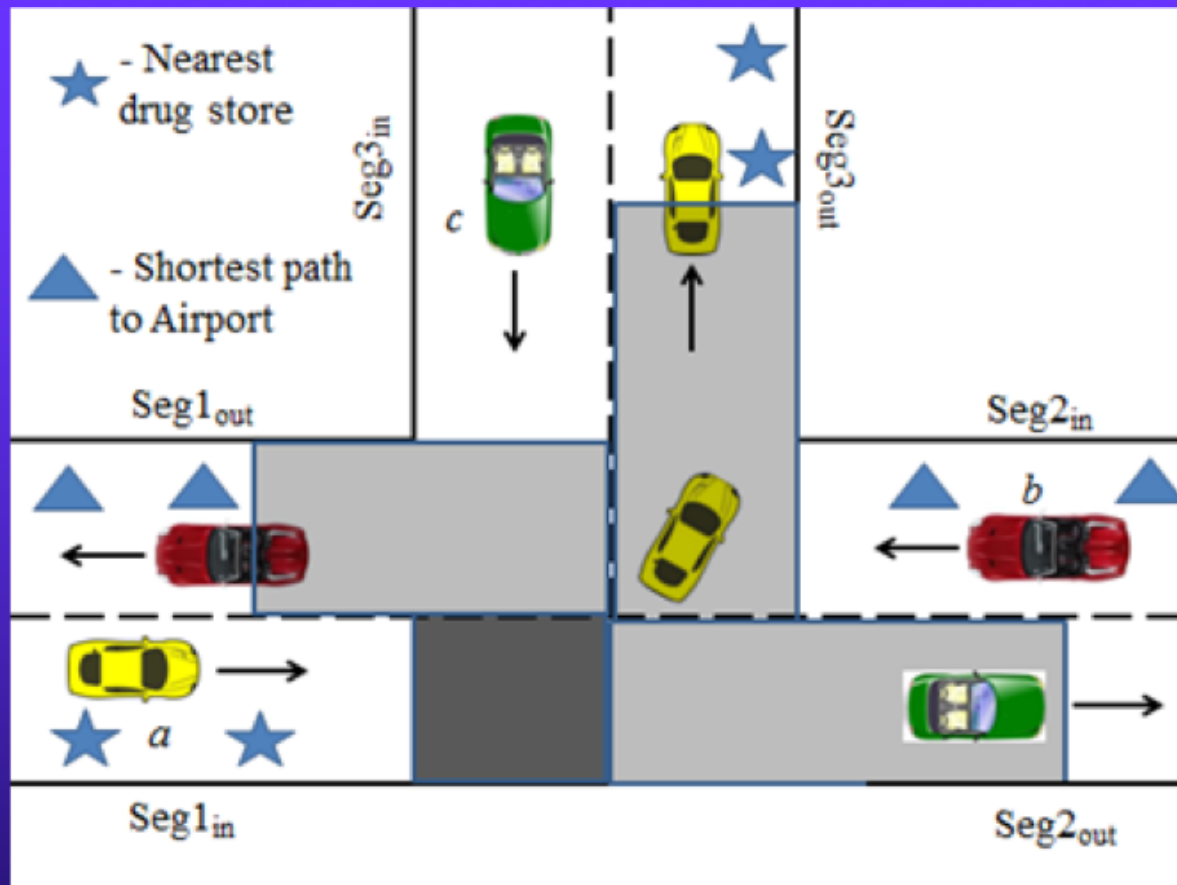 - Nearest
drug store
Seg3in
c
Seg3out
- Shortest path
to Airport
Seg1out
Seg2in
b
a
Seg1in
Seg2out